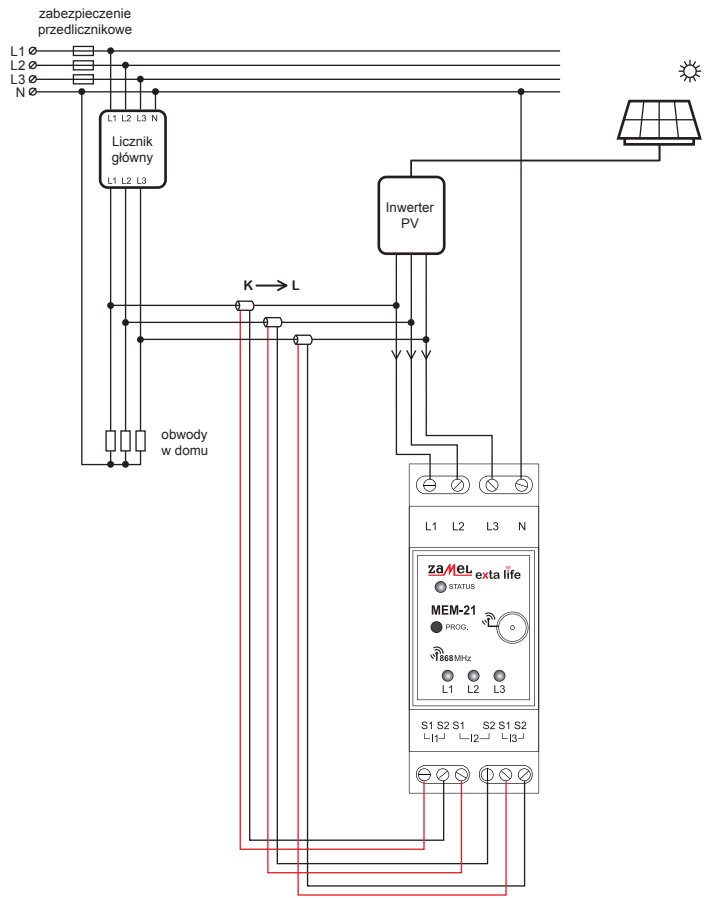 zabezpieczenie
przedlicznikowe
L1
L2
L3
N
L1 L2 L3 N
Licznik
główny
L1 L2 L3
Inwerter
PV
K L
obwody
w domu
L1 L2 L3 N
zamel exta life
STATUS
MEM-21
PROG.
868 MHz
L1 L2 L3
S1 S2 S1 S2 S1 S2
I1 I2 I3